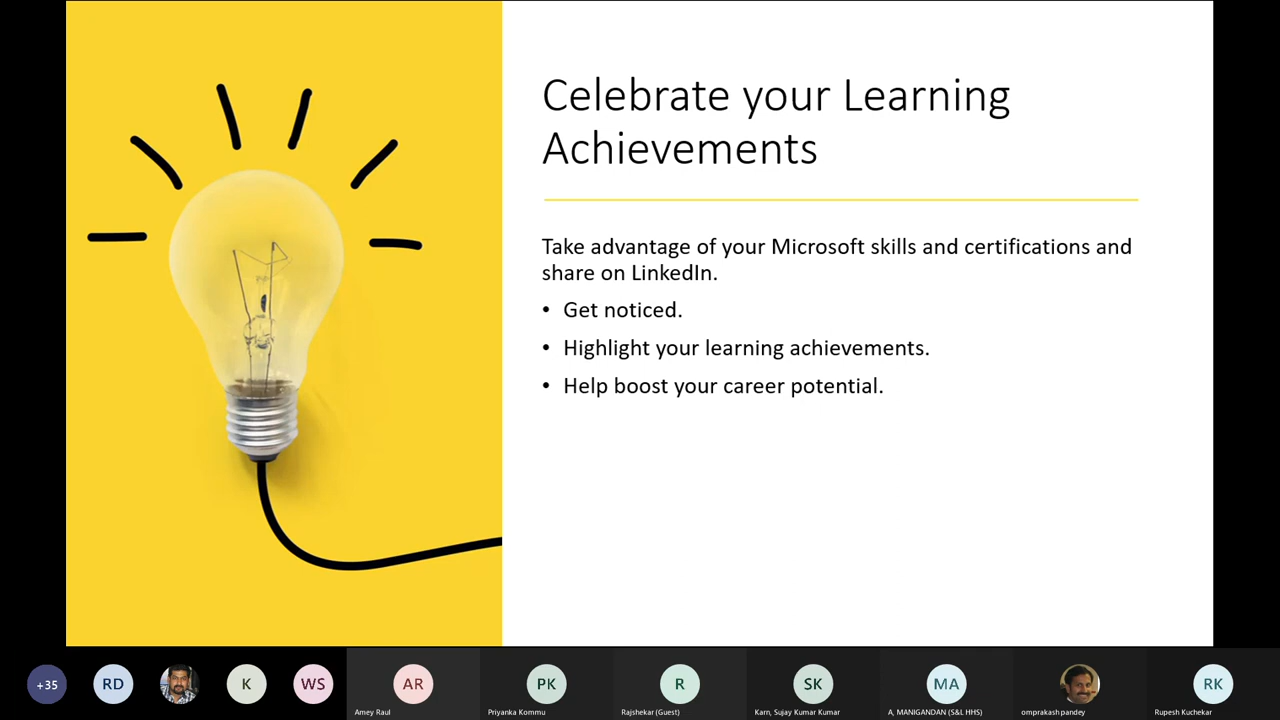 Celebrate your Learning
Achievements
Take advantage of your Microsoft skills and certifications and
share on LinkedIn.
• Get noticed.
• Highlight your learning achievements.
• Help boost your career potential.
+35
RD
K
WS
AR
PK
R
SK
MA
RK
Amey Raul
Priyanka Kommu
Rajshekar (Guest)
Karn, Sujay Kumar Kumar
A, MANIGANDAN (S&L HHS)
omprakash pandey
Rupesh Kuchekar